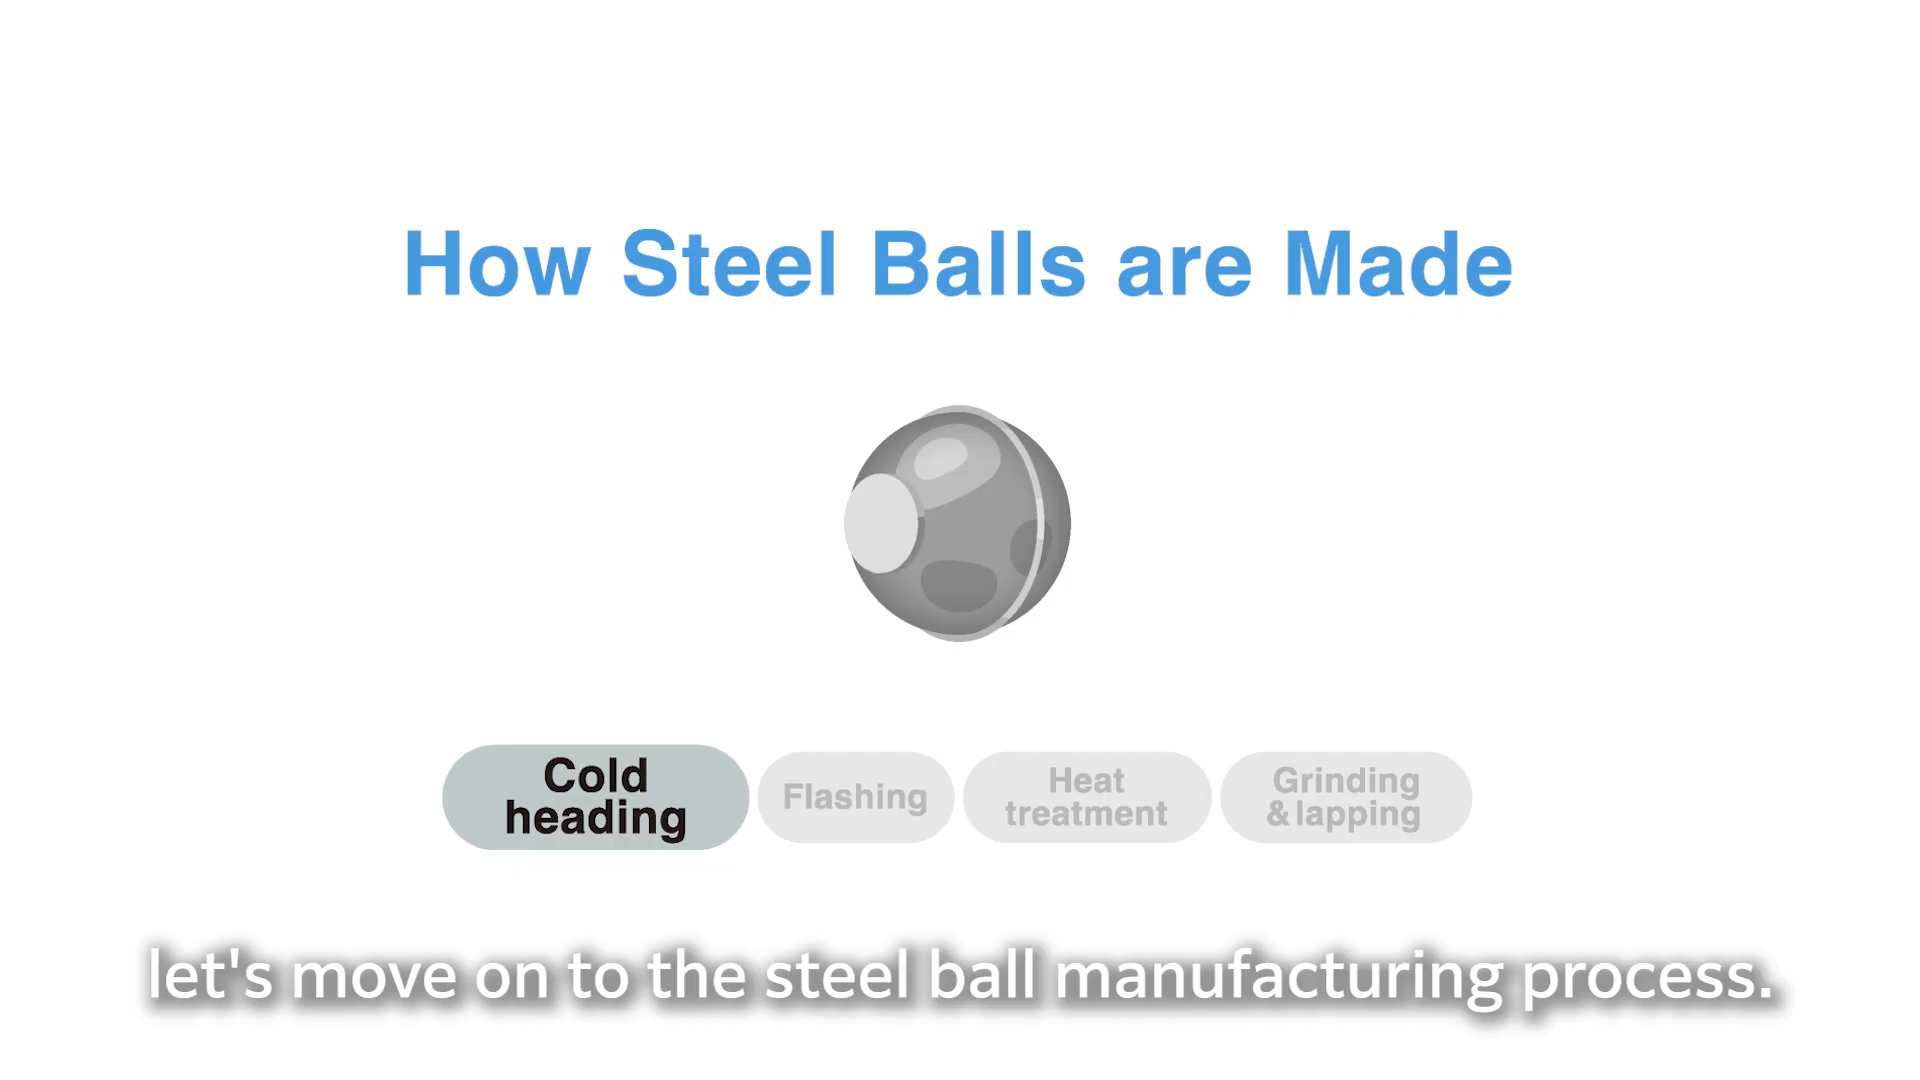 How Steel Balls are Made
Cold
heading
Flashing
Heat
treatment
Grinding
& lapping
let's move on to the steel ball manufacturing process.